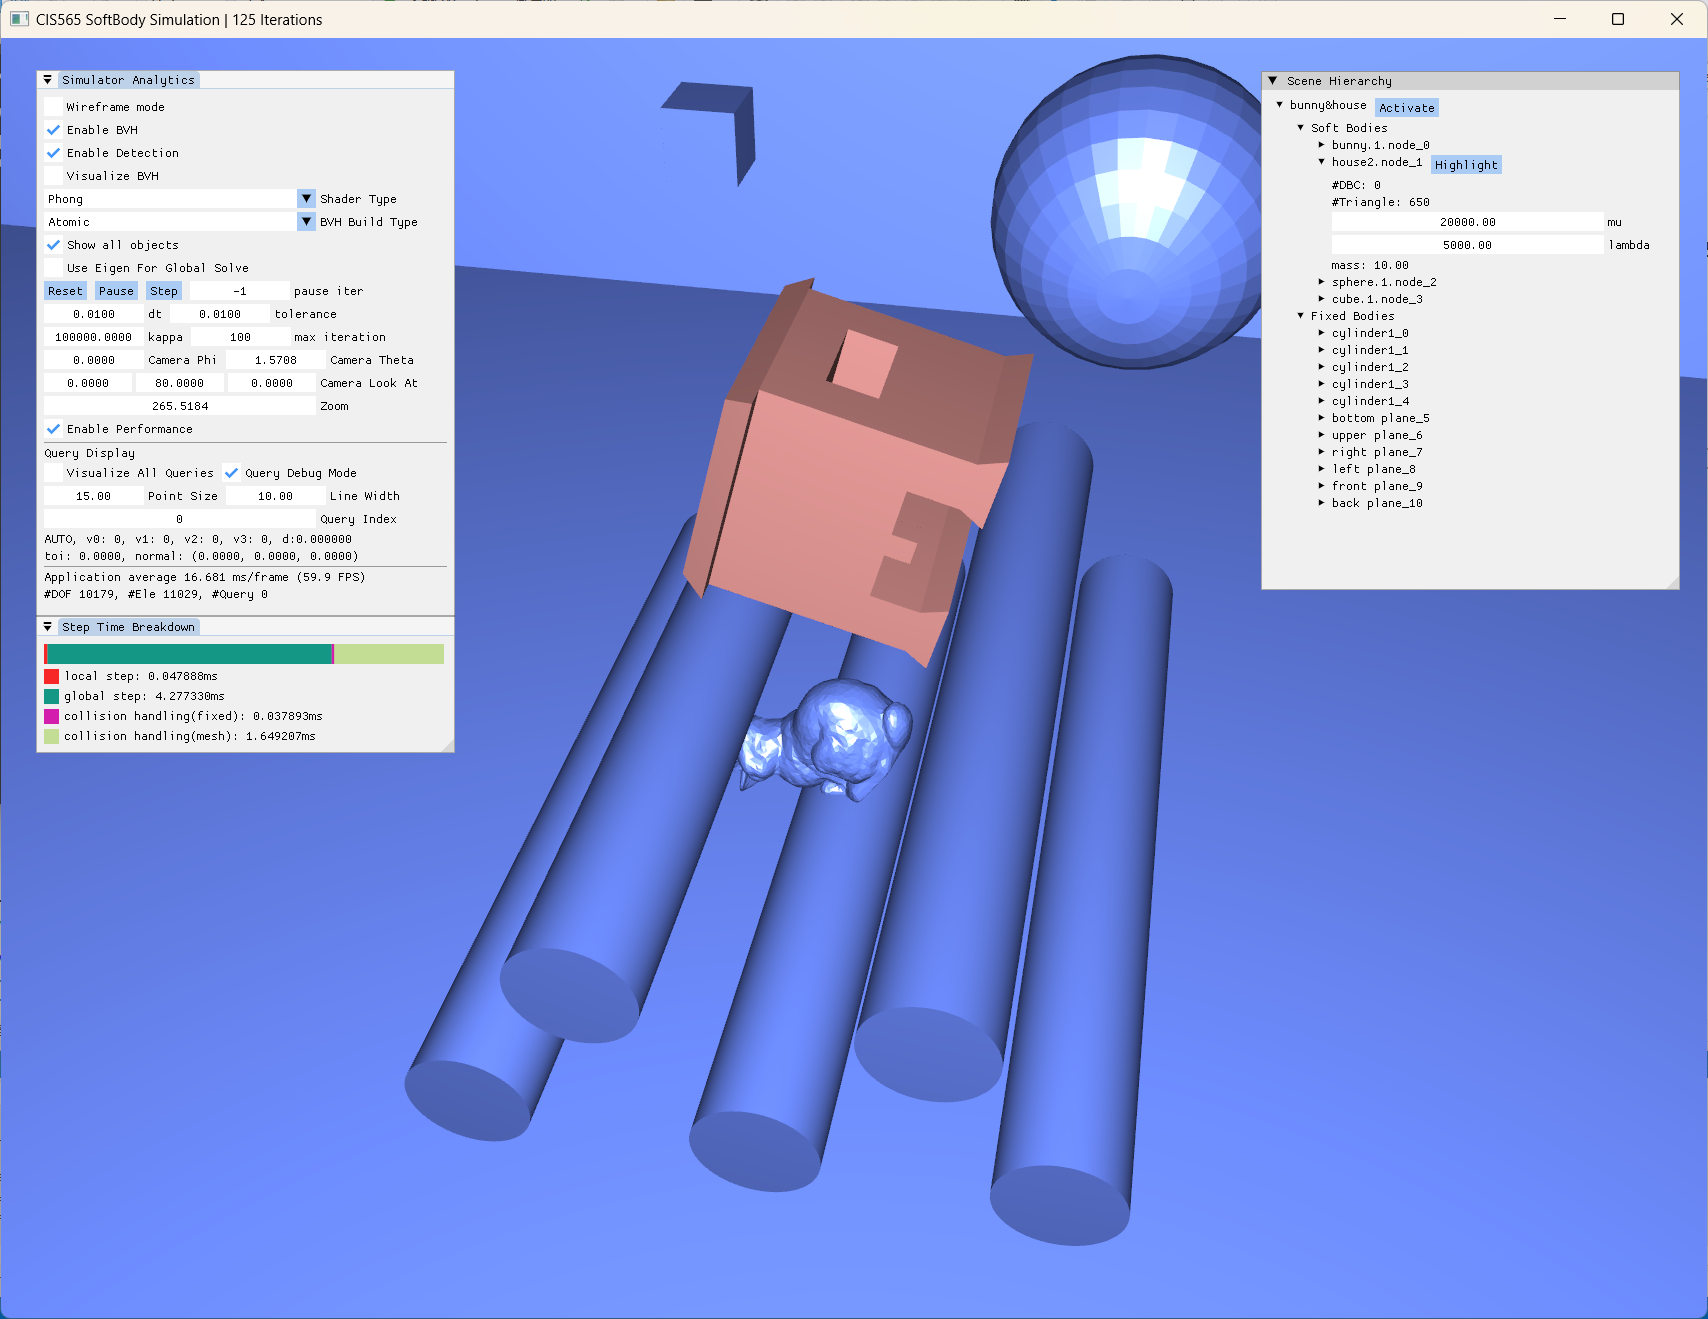 CIS565 SoftBody Simulation | 125 Iterations
Simulator Analytics
Wireframe mode
Enable BVH
Enable Detection
Visualize BVH
Phong Shader Type
Atomic BVH Build Type
Show all objects
Use Eigen For Global Solve
Reset Pause Step -1 pause iter
0.0100 dt 0.0100 tolerance
100000.0000 kappa 100 max iteration
0.0000 Camera Phi 1.5708 Camera Theta
0.0000 80.0000 0.0000 Camera Look At
265.5184 Zoom
Enable Performance
Query Display
Visualize All Queries Query Debug Mode
15.00 Point Size 10.00 Line Width
0 Query Index
AUTO, v0: 0, v1: 0, v2: 0, v3: 0, d:0.000000
toi: 0.0000, normal: (0.0000, 0.0000, 0.0000)
Application average 16.681 ms/frame (59.9 FPS)
#DOF 10179, #Ele 11029, #Query 0
Step Time Breakdown
local step: 0.047888ms
global step: 4.277330ms
collision handling(fixed): 0.037893ms
collision handling(mesh): 1.649207ms
Scene Hierarchy
bunny&house Activate
Soft Bodies
bunny.1.node_0
house2.node_1 Highlight
#DBC: 0
#Triangle: 650
20000.00 mu
5000.00 lambda
mass: 10.00
sphere.1.node_2
cube.1.node_3
Fixed Bodies
cylinder1_0
cylinder1_1
cylinder1_2
cylinder1_3
cylinder1_4
bottom plane_5
upper plane_6
right plane_7
left plane_8
front plane_9
back plane_10